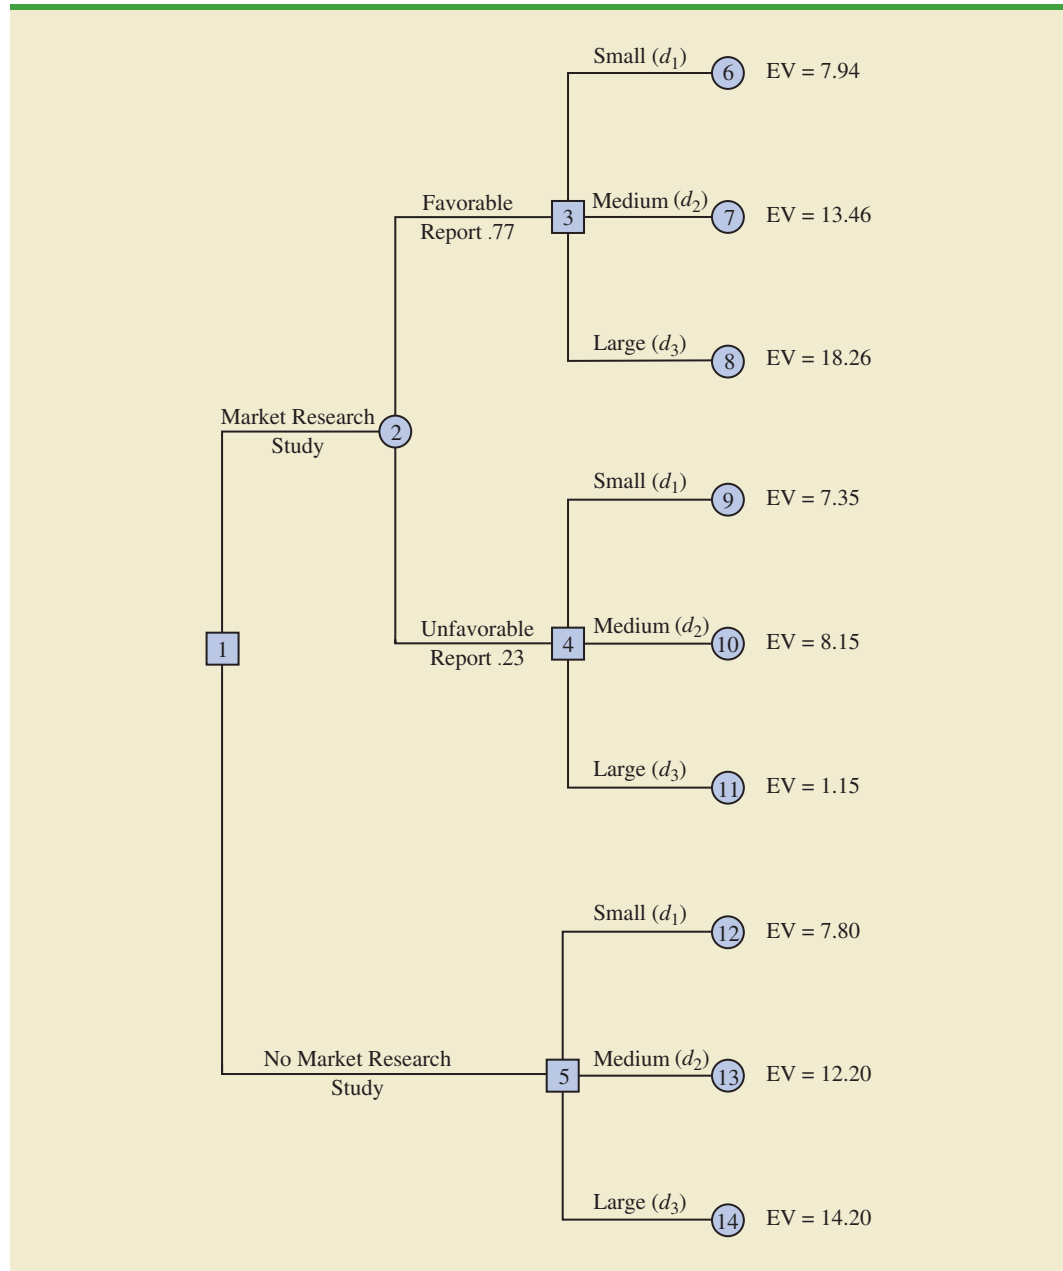 Small (d1)
6
EV = 7.94
Favorable
Report .77
3
Medium (d2)
7
EV = 13.46
Large (d3)
8
EV = 18.26
Market Research
Study
2
Small (d1)
9
EV = 7.35
1
Unfavorable
Report .23
4
Medium (d2)
10
EV = 8.15
Large (d3)
11
EV = 1.15
Small (d1)
12
EV = 7.80
No Market Research
Study
5
Medium (d2)
13
EV = 12.20
Large (d3)
14
EV = 14.20